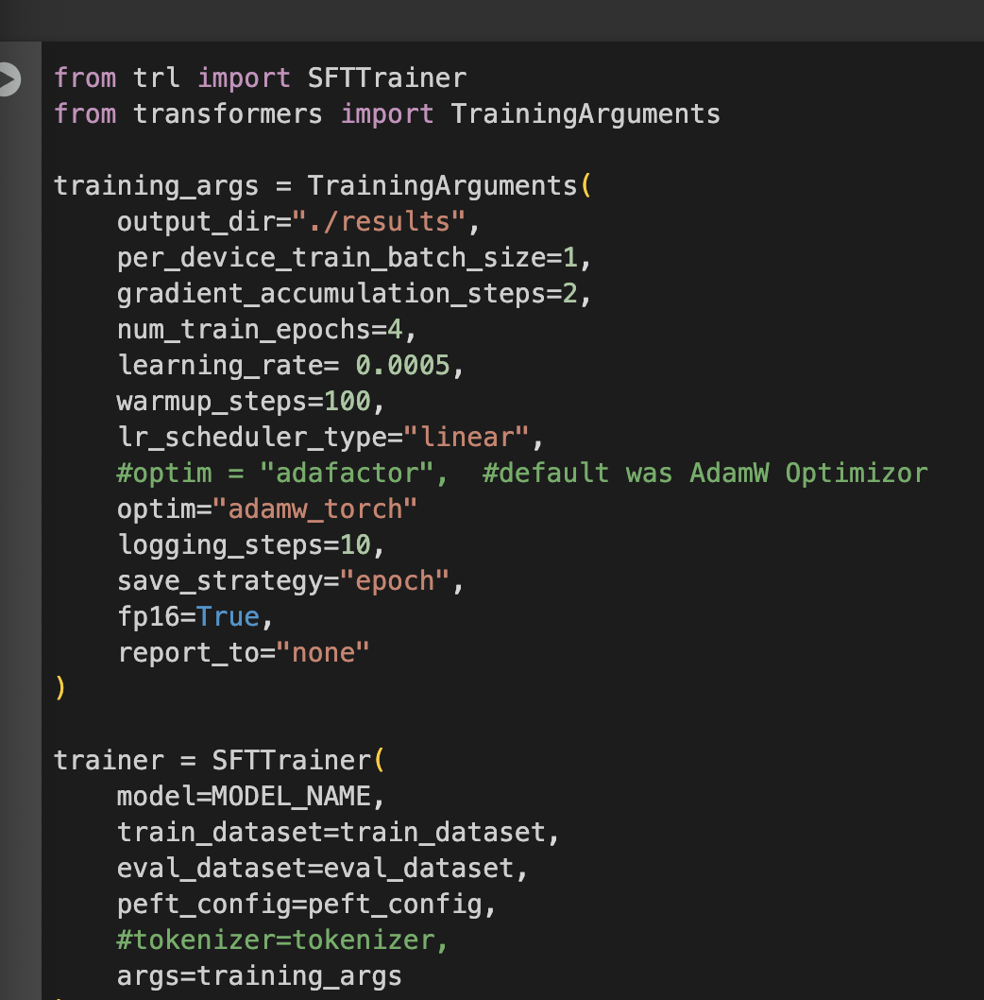 from trl import SFTTrainer
from transformers import TrainingArguments
training_args = TrainingArguments(
output_dir="./results",
per_device_train_batch_size=1,
gradient_accumulation_steps=2,
num_train_epochs=4,
learning_rate= 0.0005,
warmup_steps=100,
lr_scheduler_type="linear",
#optim = "adafactor",  #default was AdamW Optimizor
optim="adamw_torch"
logging_steps=10,
save_strategy="epoch",
fp16=True,
report_to="none"
)
trainer = SFTTrainer(
model=MODEL_NAME,
train_dataset=train_dataset,
eval_dataset=eval_dataset,
peft_config=peft_config,
#tokenizer=tokenizer,
args=training_args